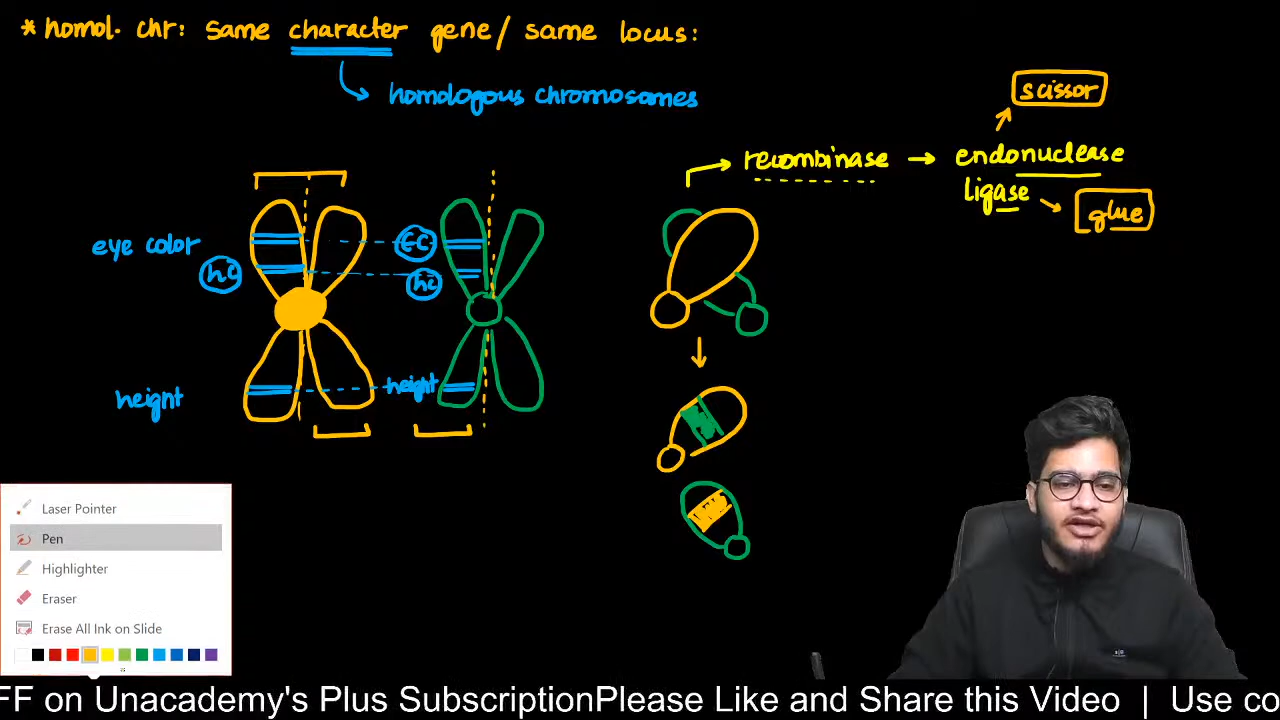 * homol. chr: same character gene/ same locus:
homologous chromosomes
scissor
recombinase → endonuclease
ligase
glue
eye color
EC
hc
hc
height
height
Laser Pointer
Pen
Highlighter
Eraser
Erase All Ink on Slide
FF on Unacademy's Plus SubscriptionPlease Like and Share this Video | Use co